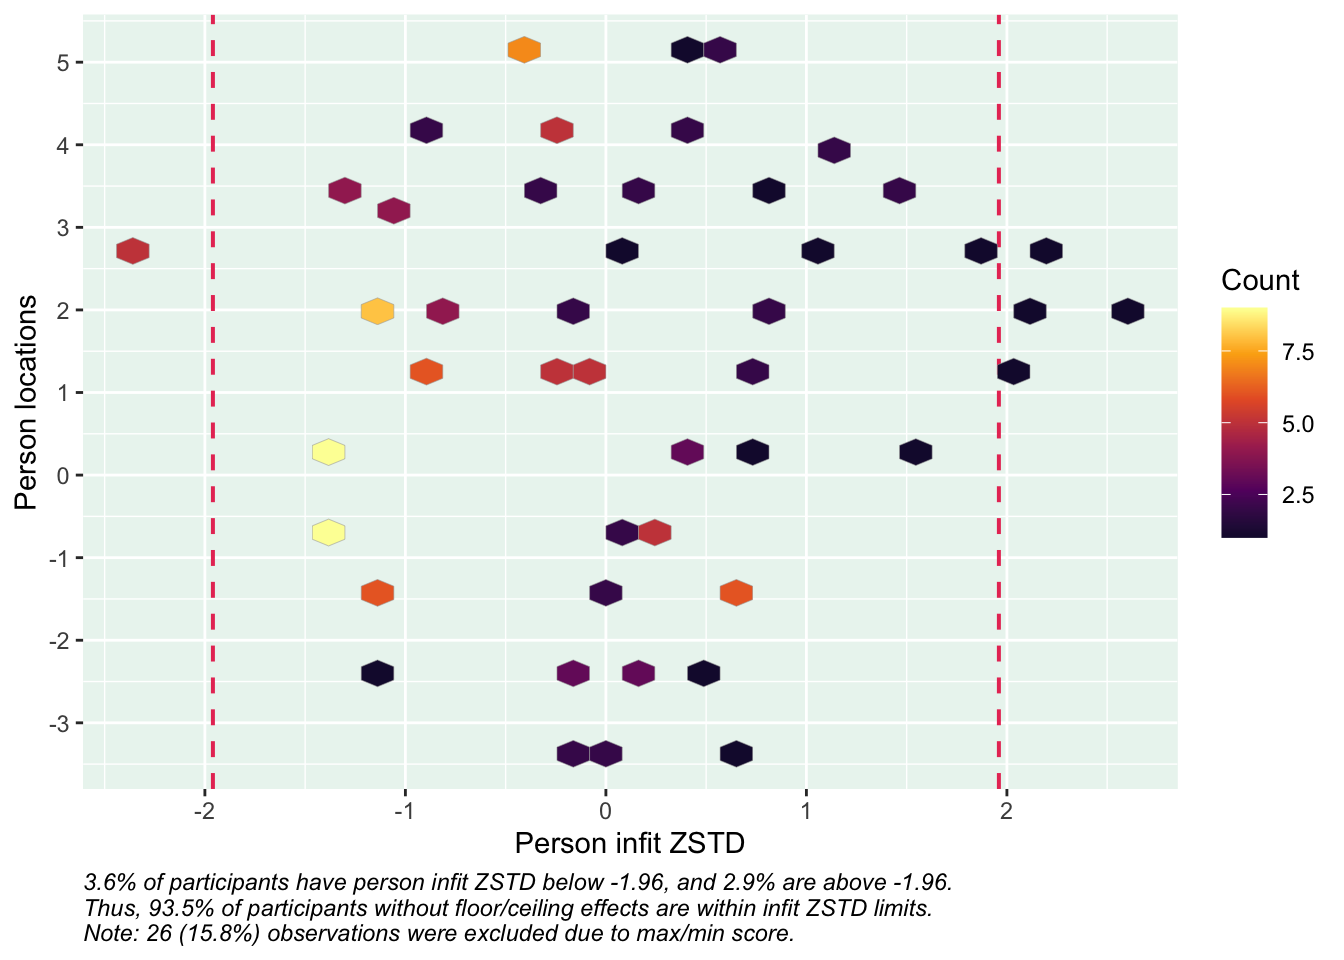 5
4
3
2
1
0
-1
-2
-3
Person locations
-2
-1
0
1
2
Person infit ZSTD
Count
7.5
5.0
2.5
3.6% of participants have person infit ZSTD below -1.96, and 2.9% are above -1.96.
Thus, 93.5% of participants without floor/ceiling effects are within infit ZSTD limits.
Note: 26 (15.8%) observations were excluded due to max/min score.